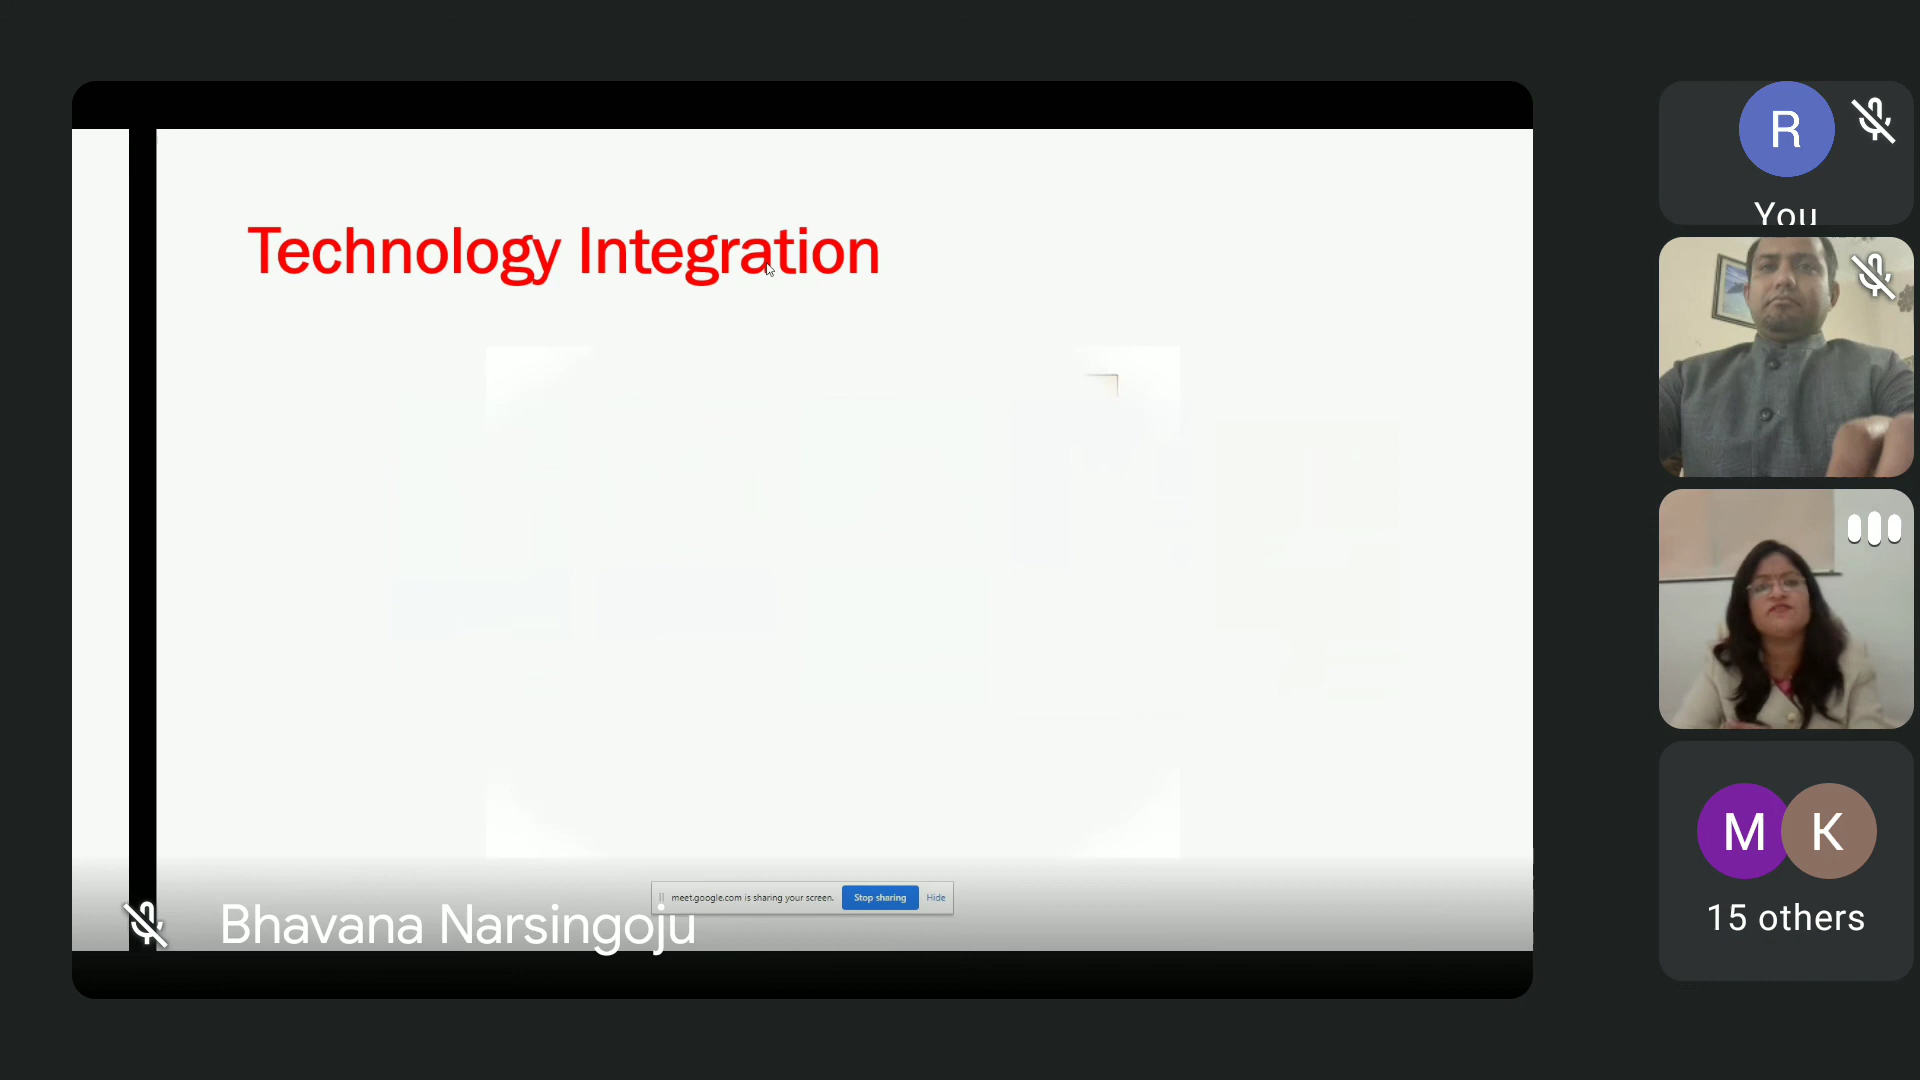 Technology Integration
meet.google.com is sharing your screen. Stop sharing Hide
Bhavana Narsingoju
R
You
M K
15 others